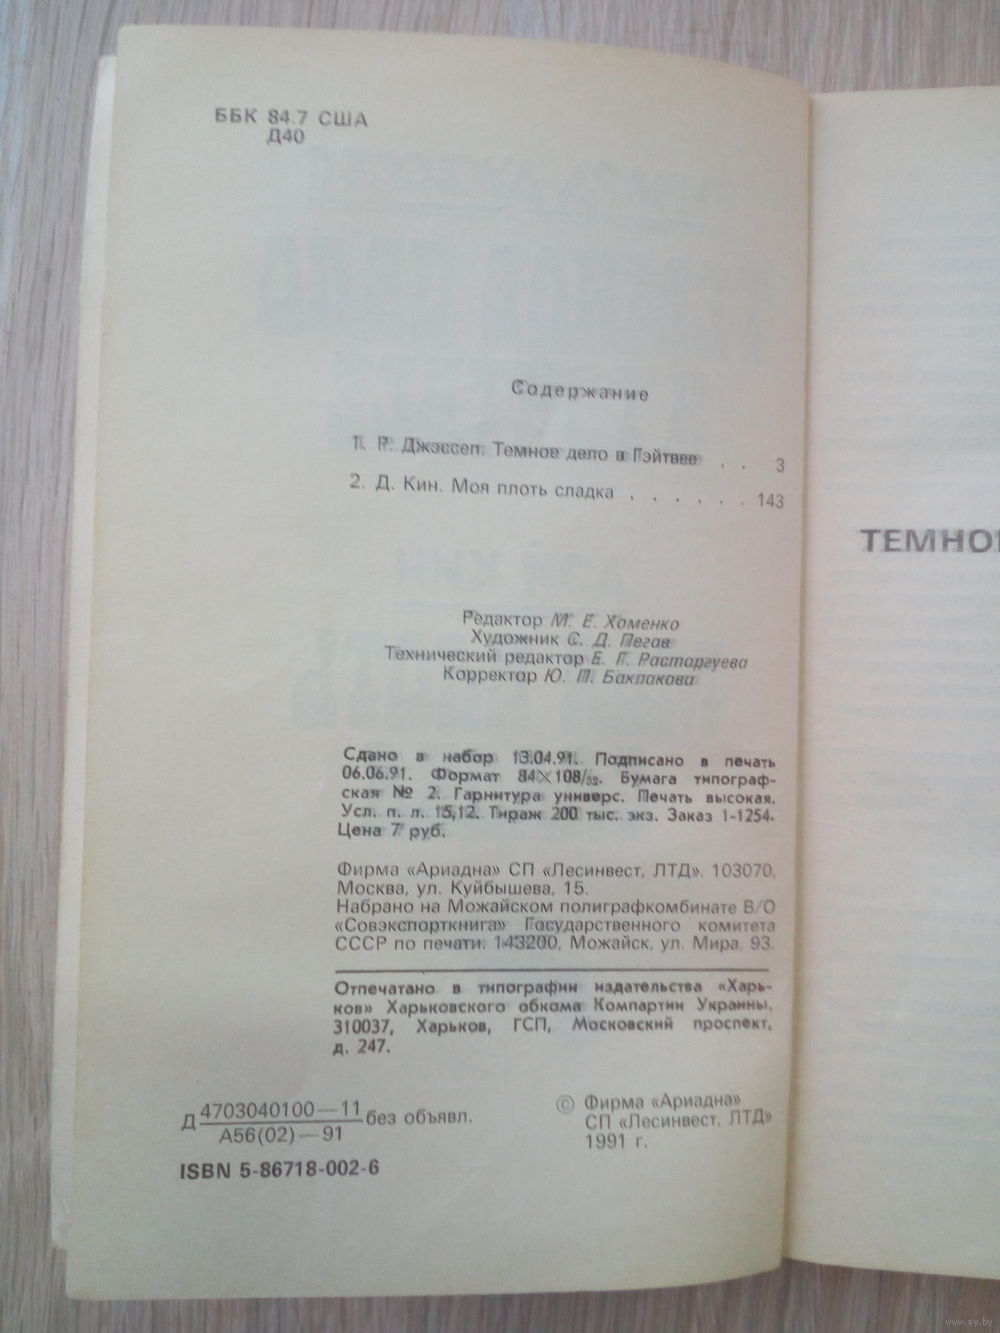 ББК 84.7 США
Д40
Содержание
1. Р. Джэссеп. Темное дело в Гэйтвее . . 3
2. Д. Кин. Моя плоть сладка . . . . . . 143
ТЕМНОЕ
Редактор М. Е. Хоменко
Художник С. Д. Пегов
Технический редактор Е. Г. Расторгуева
Корректор Ю. П. Баклакова
Сдано в набор 13.04.91. Подписано в печать
06.06.91. Формат 84×108/32. Бумага типограф-
ская № 2. Гарнитура универс. Печать высокая.
Усл. п. л. 15,12. Тираж 200 тыс. экз. Заказ 1-1254.
Цена 7 руб.
Фирма «Ариадна» СП «Лесинвест, ЛТД». 103070,
Москва, ул. Куйбышева, 15.
Набрано на Можайском полиграфкомбинате В/О
«Совэкспорткнига» Государственного комитета
СССР по печати. 143200, Можайск, ул. Мира, 93.
Отпечатано в типографии издательства «Харь-
ков» Харьковского обкома Компартии Украины.
310037, Харьков, ГСП, Московский проспект,
д. 247.
Д 4703040100—11 без объявл.
А56(02)—91
© Фирма «Ариадна»
СП «Лесинвест, ЛТД»
1991 г.
ISBN 5-86718-002-6
www.ay.by